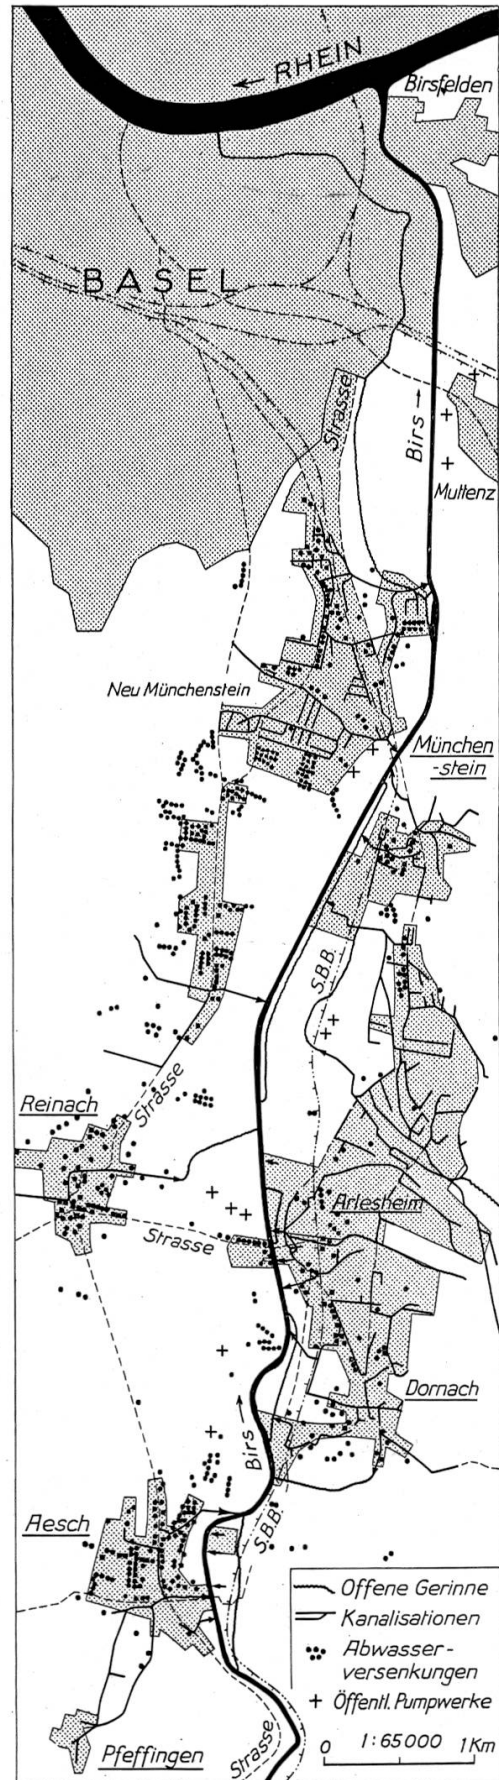 ← RHEIN
Birsfelden
BASEL
Strasse
Birs →
Muttenz
Neu Münchenstein
München
-stein
S.B.B.
Reinach
Strasse
Arlesheim
Strasse
Dornach
Birs →
Aesch
S.B.B.
Offene Gerinne
Kanalisationen
Abwasser-
versenkungen
+ Öffentl. Pumpwerke
Pfeffingen
Strasse
1:65000
0 1 Km